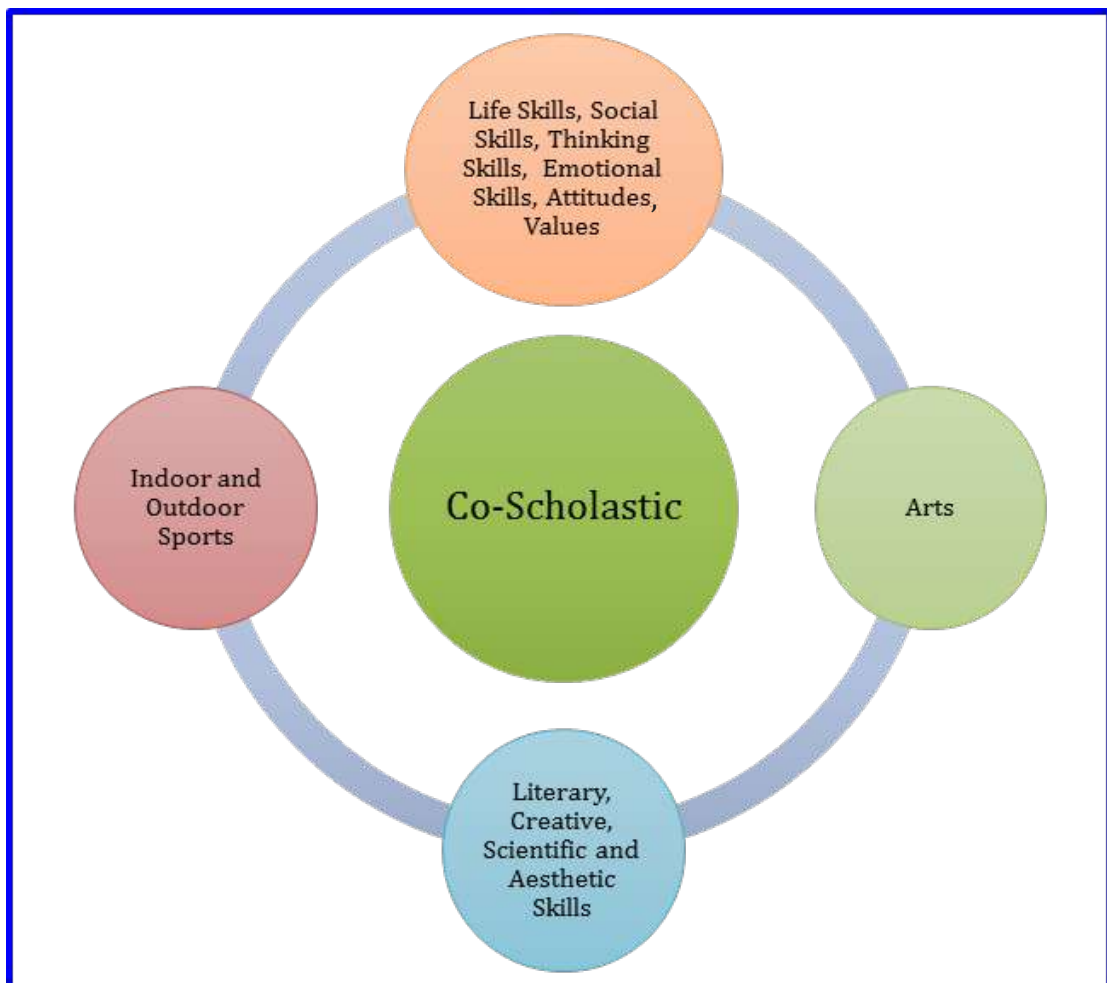 Life Skills, Social
Skills, Thinking
Skills, Emotional
Skills, Attitudes,
Values
Indoor and
Outdoor
Sports
Co-Scholastic
Arts
Literary,
Creative,
Scientific and
Aesthetic
Skills